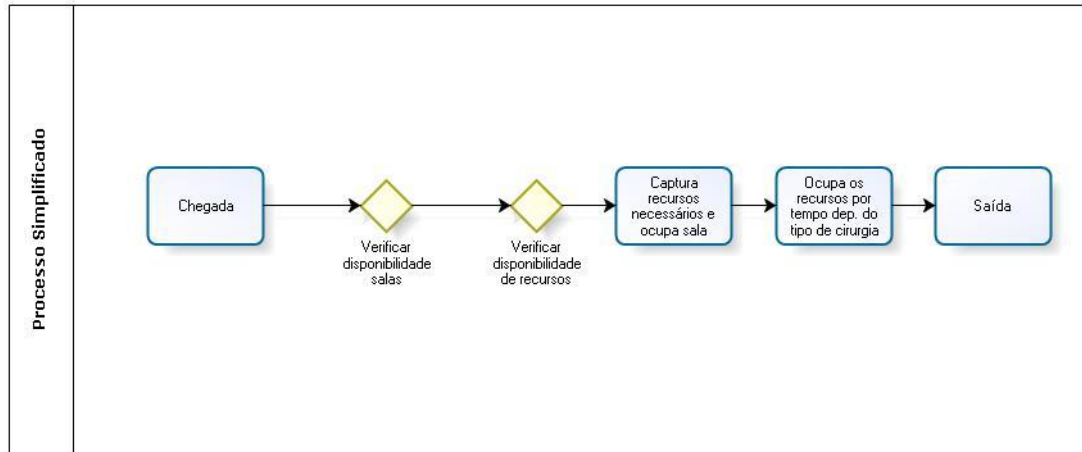 Processo Simplificado
Chegada
Verificar
disponibilidade
salas
Verificar
disponibilidade
de recursos
Captura
recursos
necessários e
ocupa sala
Ocupa os
recursos por
tempo dep. do
tipo de cirurgia
Saída